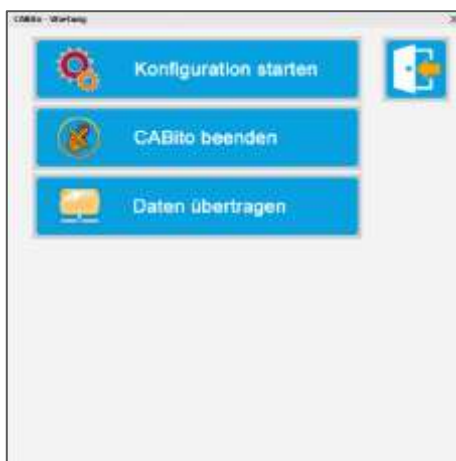 CABito - Wartung
Konfiguration starten
CABito beenden
Daten übertragen